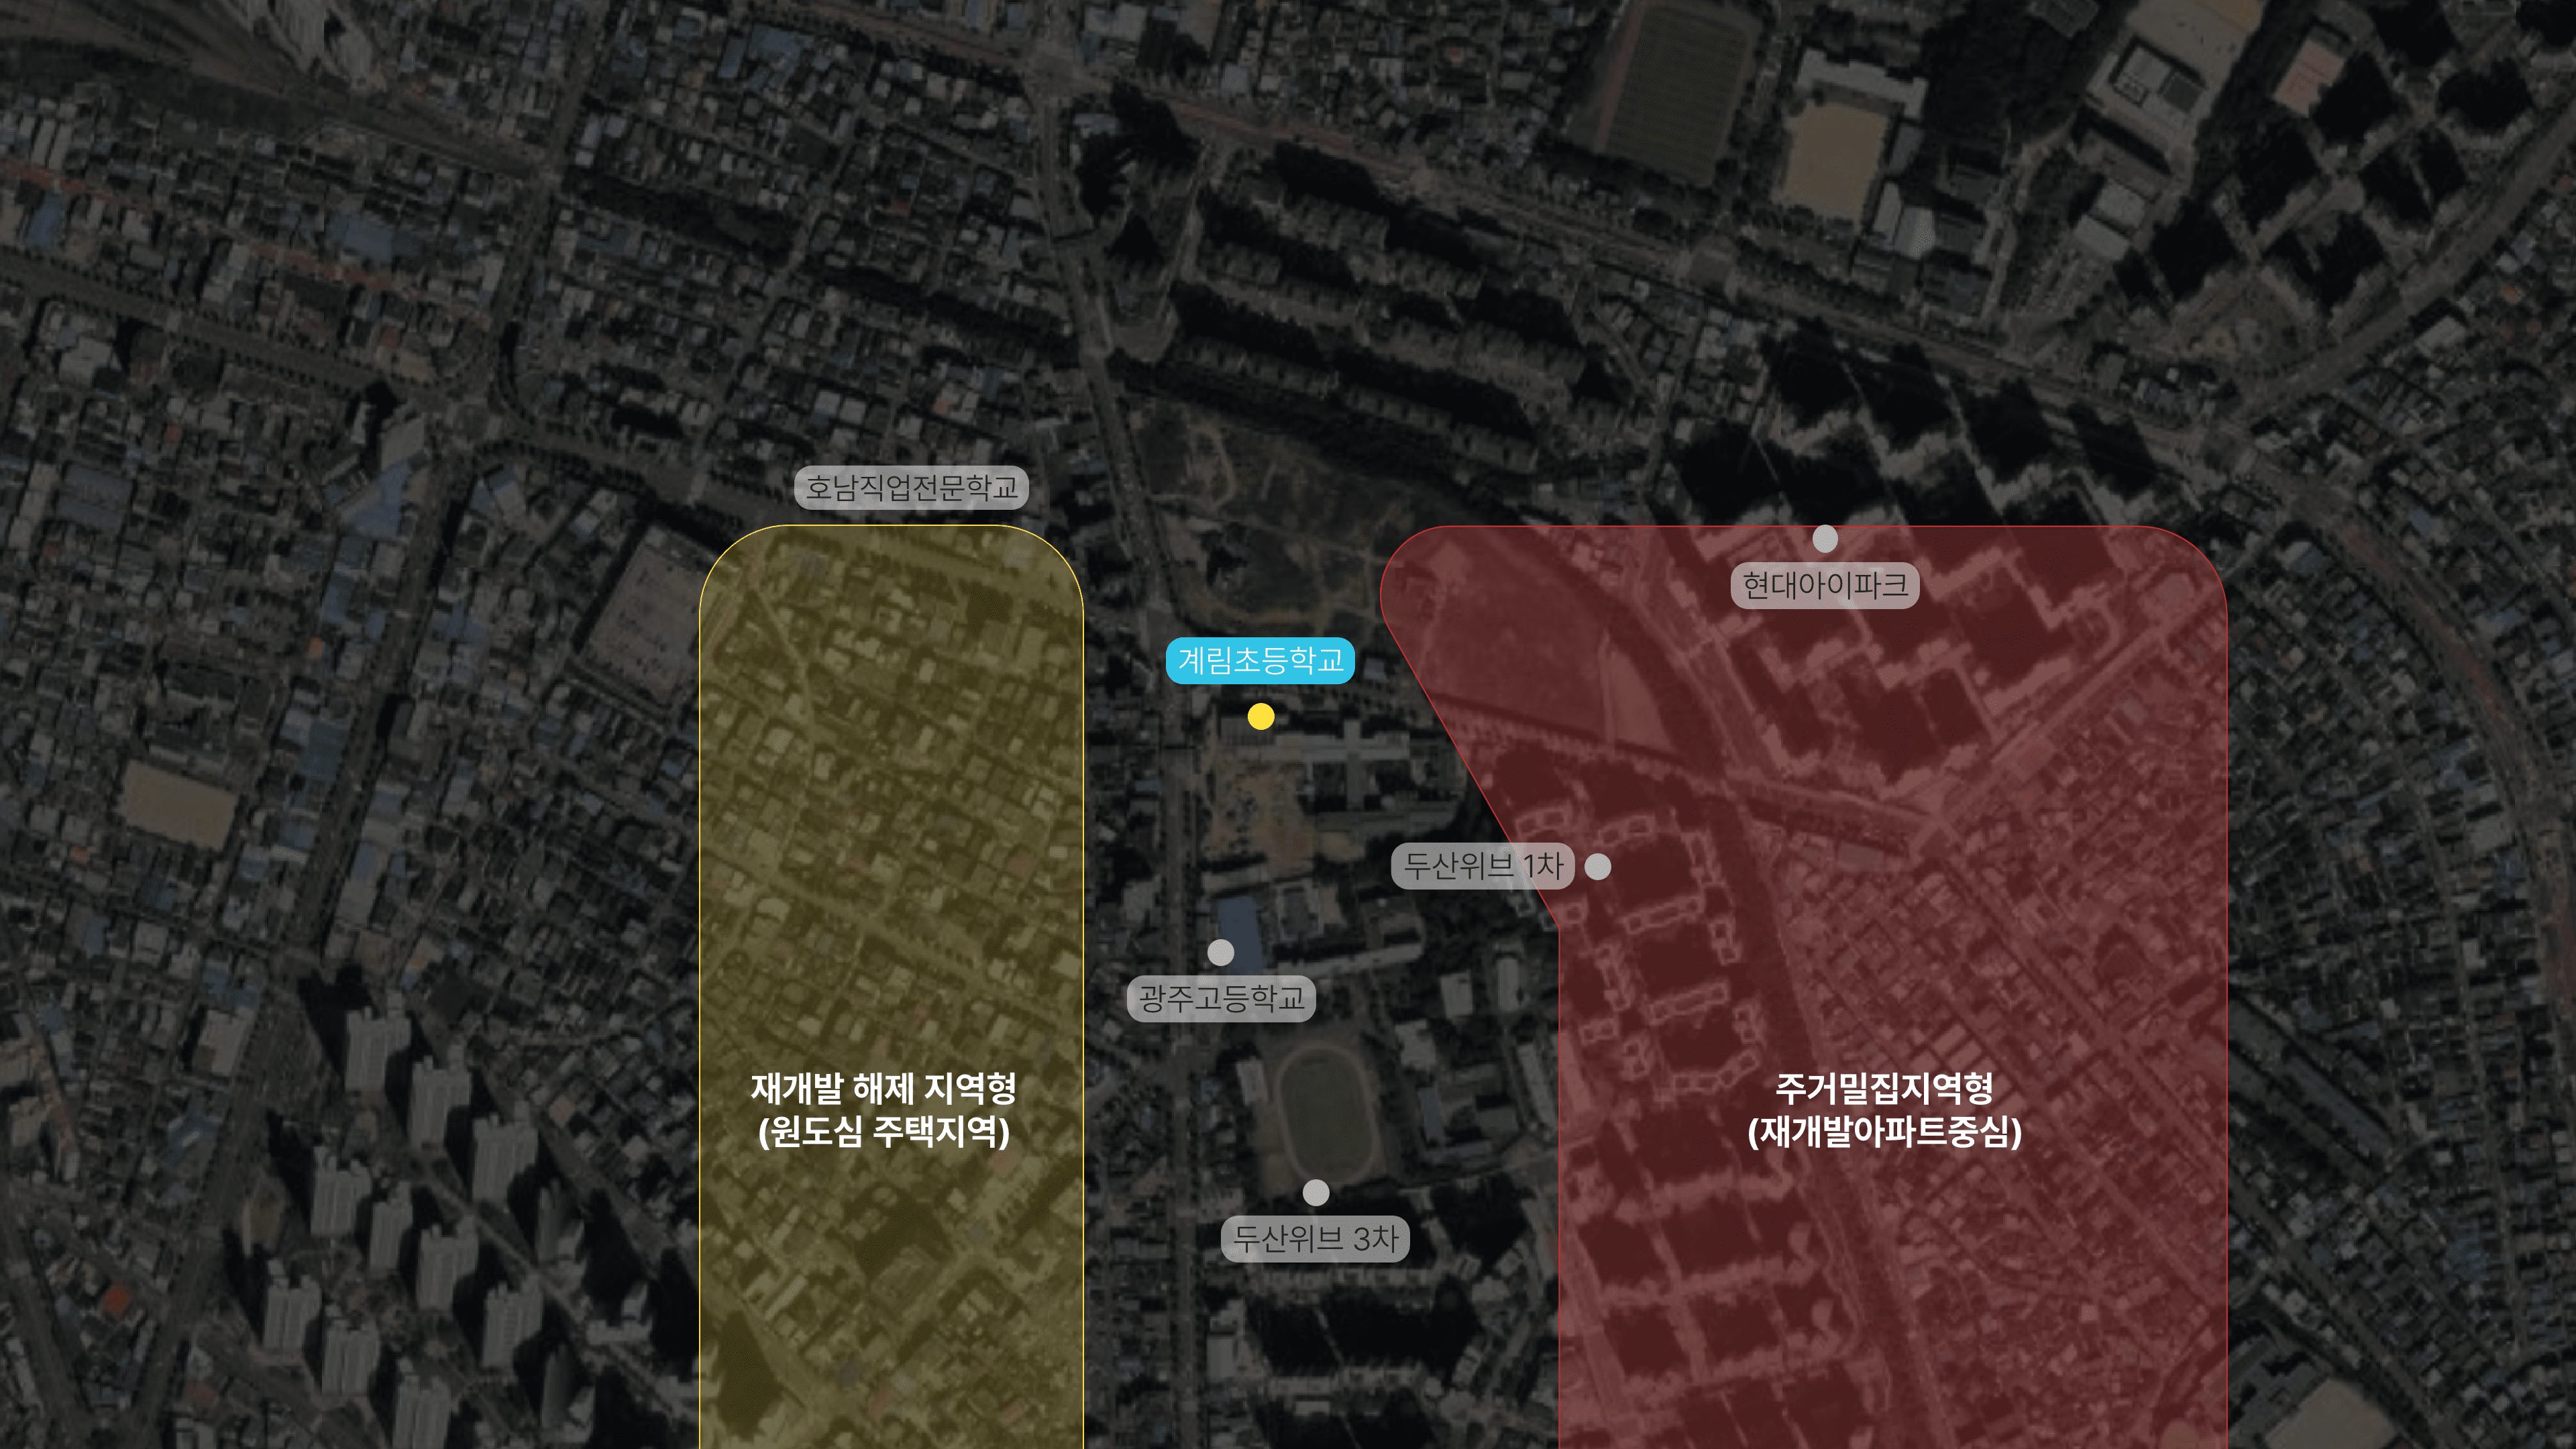 호남직업전문학교
현대아이파크
계림초등학교
두산위브 1차
광주고등학교
재개발 해제 지역형
(원도심 주택지역)
주거밀집지역형
(재개발아파트중심)
두산위브 3차